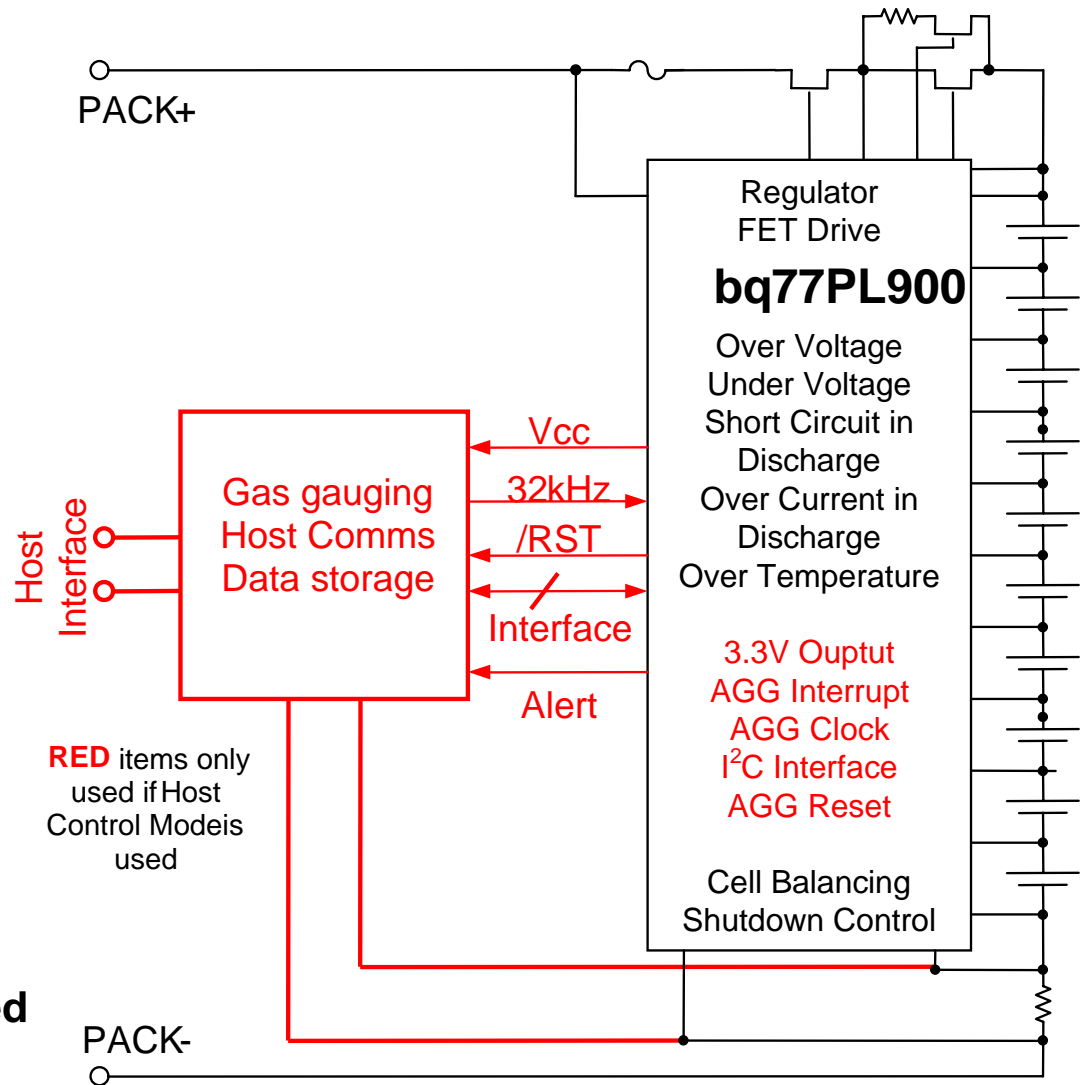 PACK+
Regulator
FET Drive
bq77PL900
Over Voltage
Under Voltage
Short Circuit in
Discharge
Over Current in
Discharge
Over Temperature
3.3V Ouptut
AGG Interrupt
AGG Clock
I²C Interface
AGG Reset
Cell Balancing
Shutdown Control
Vcc
32kHz
/RST
Interface
Alert
Gas gauging
Host Comms
Data storage
Host
Interface
RED items only
used if Host
Control Modeis
used
ed
PACK-